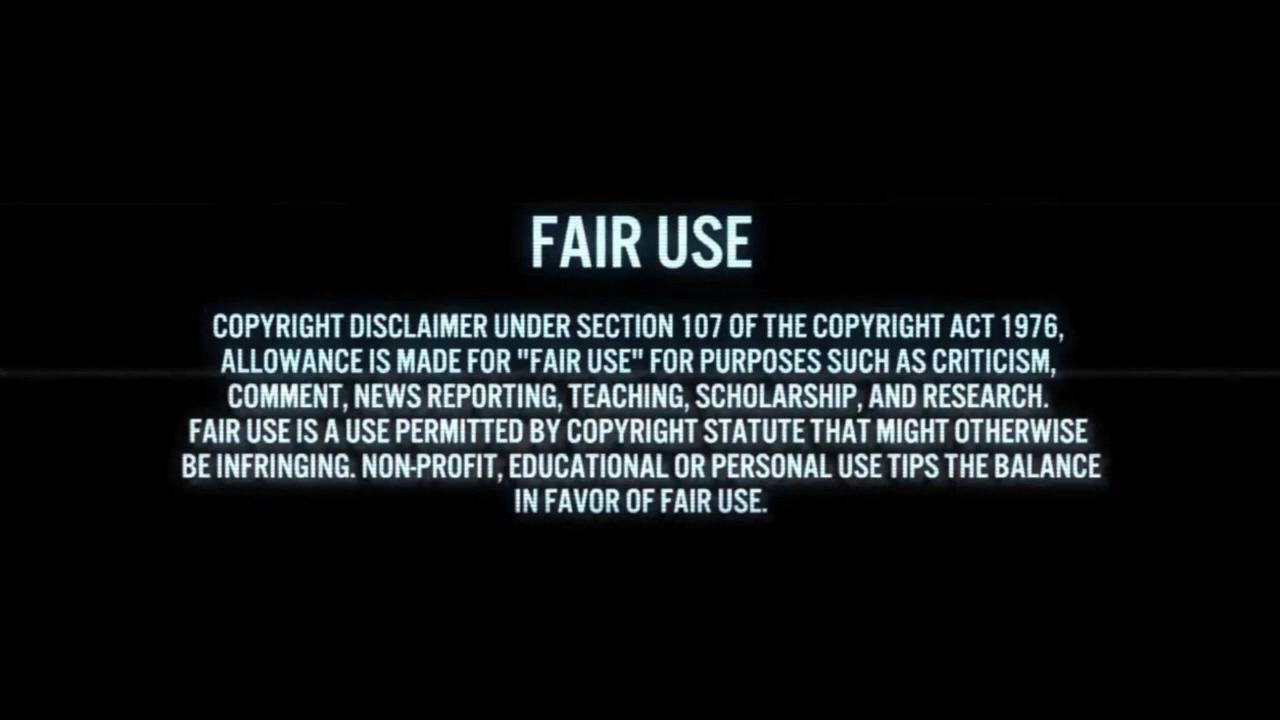 FAIR USE
COPYRIGHT DISCLAIMER UNDER SECTION 107 OF THE COPYRIGHT ACT 1976,
ALLOWANCE IS MADE FOR "FAIR USE" FOR PURPOSES SUCH AS CRITICISM,
COMMENT, NEWS REPORTING, TEACHING, SCHOLARSHIP, AND RESEARCH.
FAIR USE IS A USE PERMITTED BY COPYRIGHT STATUTE THAT MIGHT OTHERWISE
BE INFRINGING. NON-PROFIT, EDUCATIONAL OR PERSONAL USE TIPS THE BALANCE
IN FAVOR OF FAIR USE.